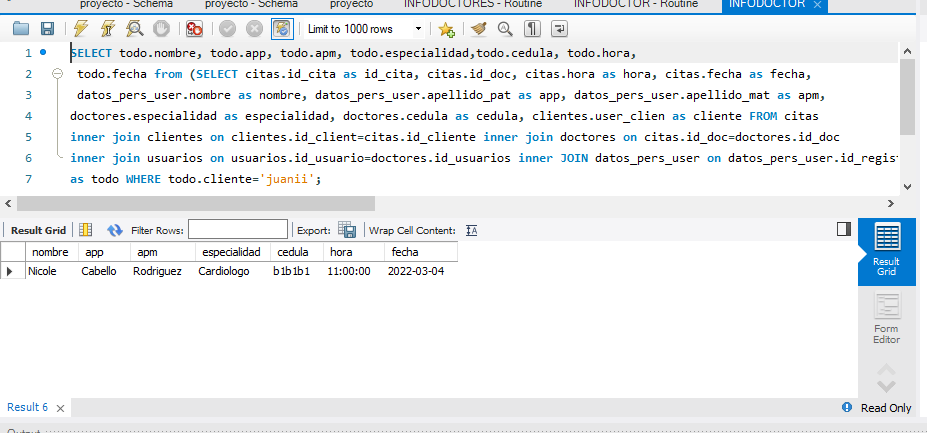 proyecto - Schema proyecto - Schema proyecto INFODOCTORES - Routine INFODOCTOR - Routine INFODOCTOR ×
Limit to 1000 rows
1 SELECT todo.nombre, todo.app, todo.apm, todo.especialidad,todo.cedula, todo.hora,
2 todo.fecha from (SELECT citas.id_cita as id_cita, citas.id_doc, citas.hora as hora, citas.fecha as fecha,
3 datos_pers_user.nombre as nombre, datos_pers_user.apellido_pat as app, datos_pers_user.apellido_mat as apm,
4 doctores.especialidad as especialidad, doctores.cedula as cedula, clientes.user_clien as cliente FROM citas
5 inner join clientes on clientes.id_client=citas.id_cliente inner join doctores on citas.id_doc=doctores.id_doc
6 inner join usuarios on usuarios.id_usuario=doctores.id_usuarios inner JOIN datos_pers_user on datos_pers_user.id_regis
7 as todo WHERE todo.cliente='juanii';
Result Grid Filter Rows: Export: Wrap Cell Content:
nombre app apm especialidad cedula hora fecha
Nicole Cabello Rodriguez Cardiologo b1b1b1 11:00:00 2022-03-04
Result
Grid
Form
Editor
Result 6 × Read Only